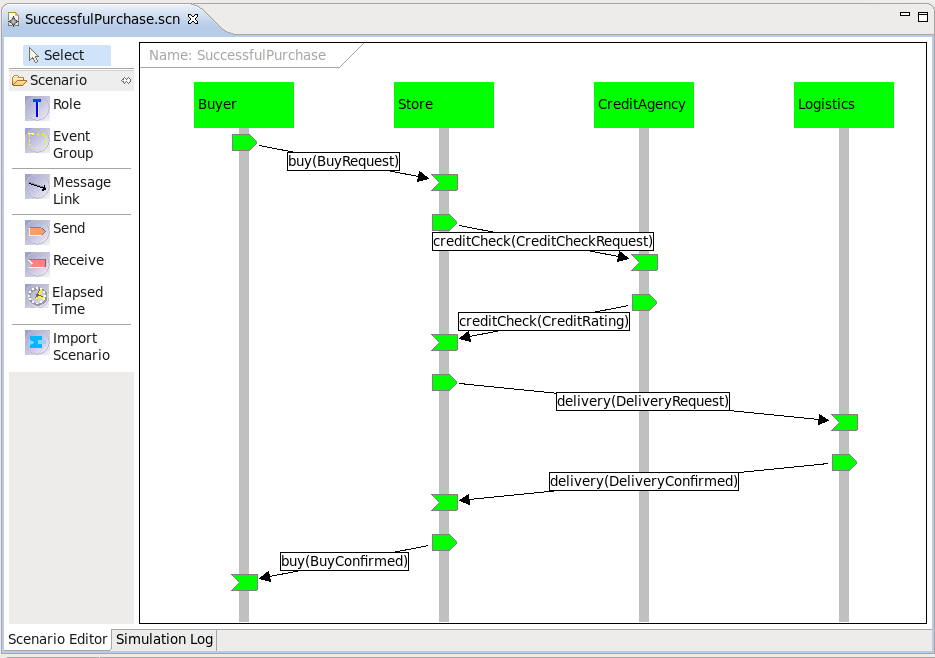 SuccessfulPurchase.scn
Select
Scenario
Role
Event
Group
Message
Link
Send
Receive
Elapsed
Time
Import
Scenario
Name: SuccessfulPurchase
Buyer
Store
CreditAgency
Logistics
buy(BuyRequest)
creditCheck(CreditCheckRequest)
creditCheck(CreditRating)
delivery(DeliveryRequest)
delivery(DeliveryConfirmed)
buy(BuyConfirmed)
Scenario Editor
Simulation Log